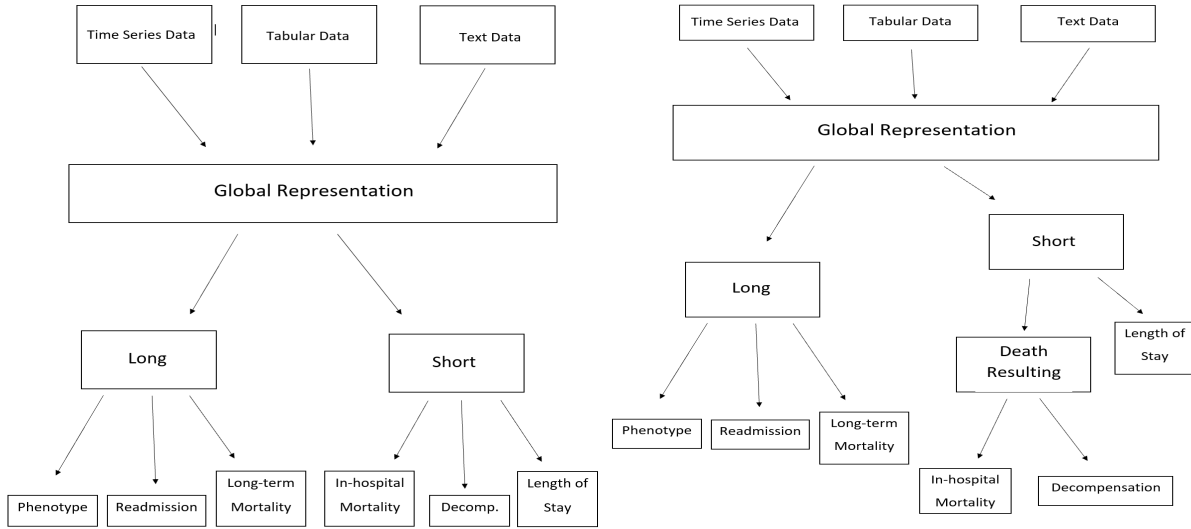 Time Series Data
Tabular Data
Text Data
Global Representation
Long
Short
Phenotype
Readmission
Long-term
Mortality
In-hospital
Mortality
Decomp.
Length of
Stay
Time Series Data
Tabular Data
Text Data
Global Representation
Long
Short
Phenotype
Readmission
Long-term
Mortality
Death
Resulting
Length of
Stay
In-hospital
Mortality
Decompensation